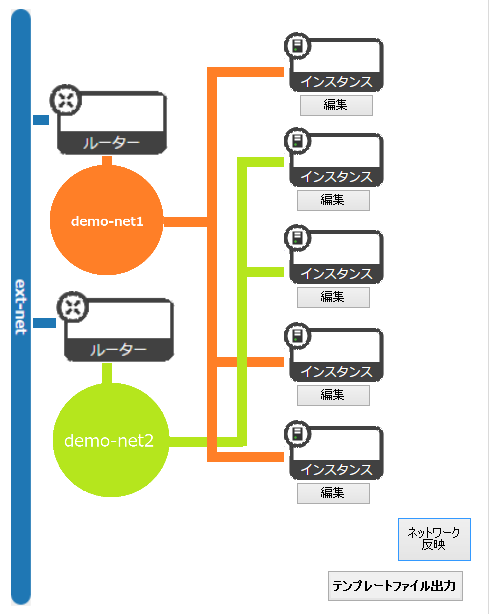 ext-net
ルーター
demo-net1
ルーター
demo-net2
インスタンス
編集
インスタンス
編集
インスタンス
編集
インスタンス
編集
インスタンス
編集
ネットワーク
反映
テンプレートファイル出力